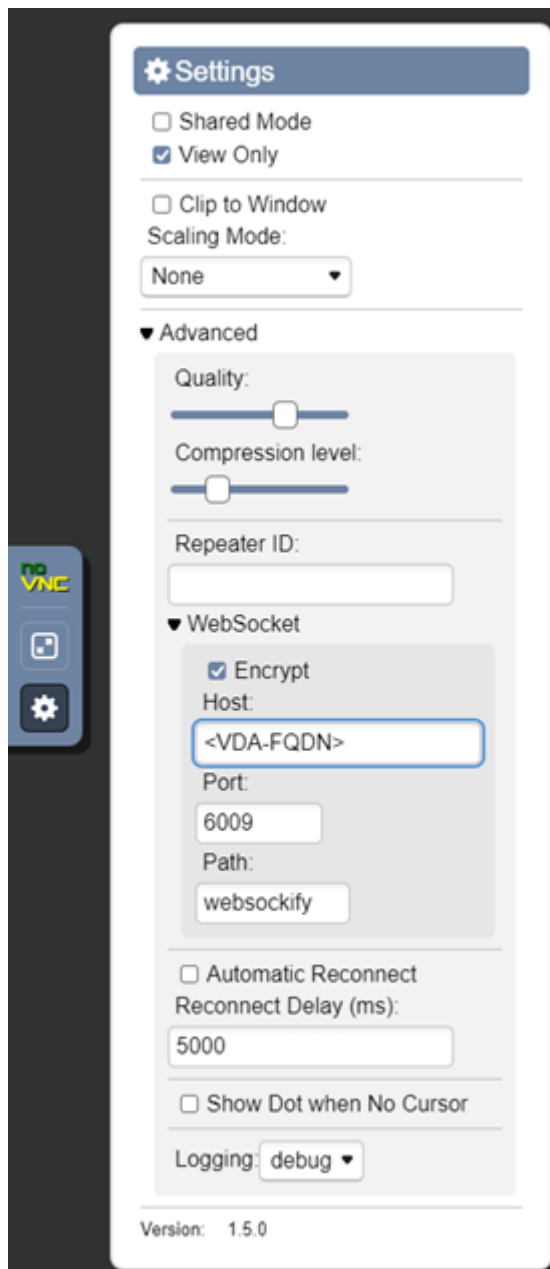 Settings
Shared Mode
View Only
Clip to Window
Scaling Mode:
None
Advanced
Quality:
Compression level:
Repeater ID:
no
VNC
WebSocket
Encrypt
Host:
<VDA-FQDN>
Port:
6009
Path:
websockify
Automatic Reconnect
Reconnect Delay (ms):
5000
Show Dot when No Cursor
Logging: debug
Version: 1.5.0